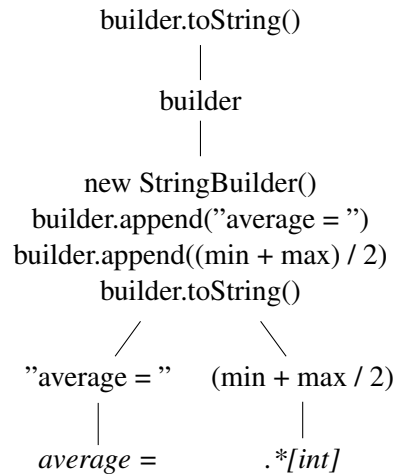 builder.toString()
builder
new StringBuilder()
builder.append(”average = ”)
builder.append((min + max) / 2)
builder.toString()
”average = ” (min + max / 2)
average = .*[int]